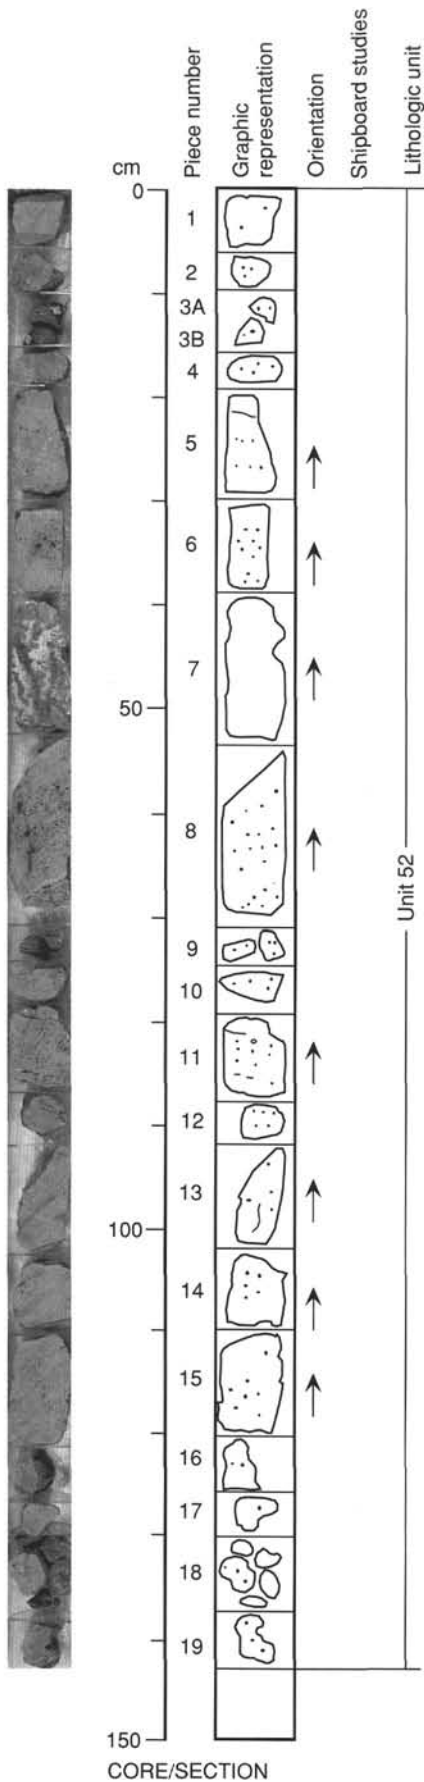 cm
Piece number
Graphic representation
Orientation
Shipboard studies
Lithologic unit
0
1
2
3A
3B
4
5
6
7
50
8
Unit 52
9
10
11
12
13
100
14
15
16
17
18
19
150
CORE/SECTION